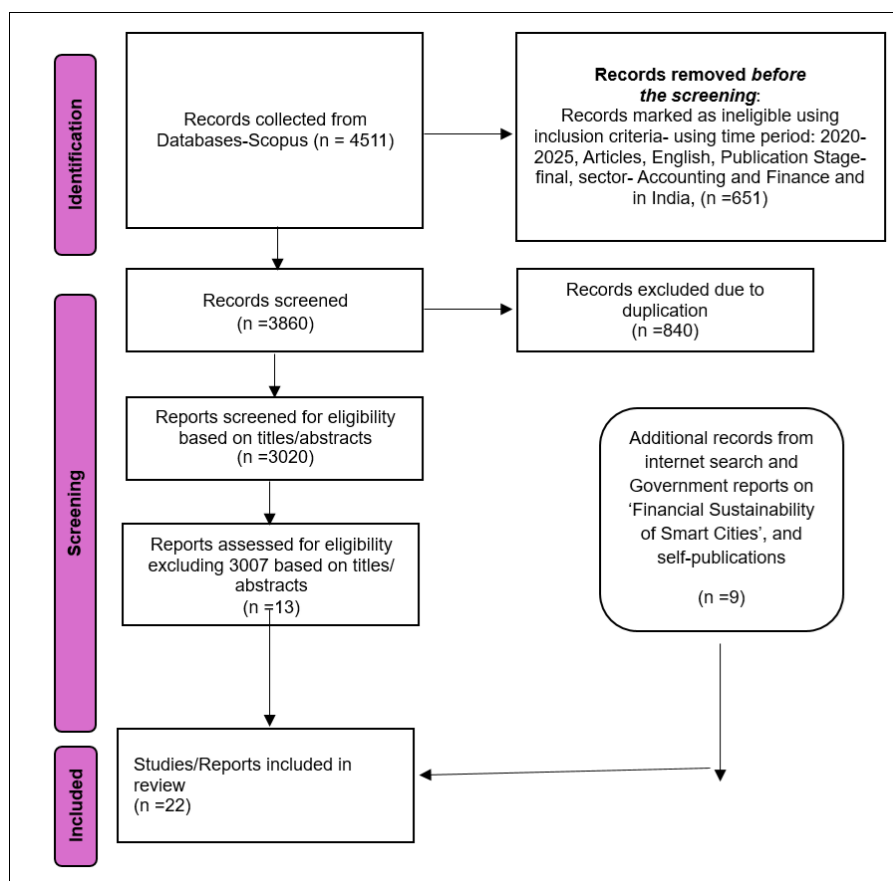 Identification
Records collected from
Databases-Scopus (n = 4511)
Records removed before
the screening:
Records marked as ineligible using
inclusion criteria- using time period: 2020-
2025, Articles, English, Publication Stage-
final, sector- Accounting and Finance and
in India, (n =651)
Screening
Records screened
(n =3860)
Records excluded due to
duplication
(n =840)
Reports screened for eligibility
based on titles/abstracts
(n =3020)
Reports assessed for eligibility
excluding 3007 based on titles/
abstracts
(n =13)
Additional records from
internet search and
Government reports on
‘Financial Sustainability
of Smart Cities’, and
self-publications
(n =9)
Included
Studies/Reports included in
review
(n =22)